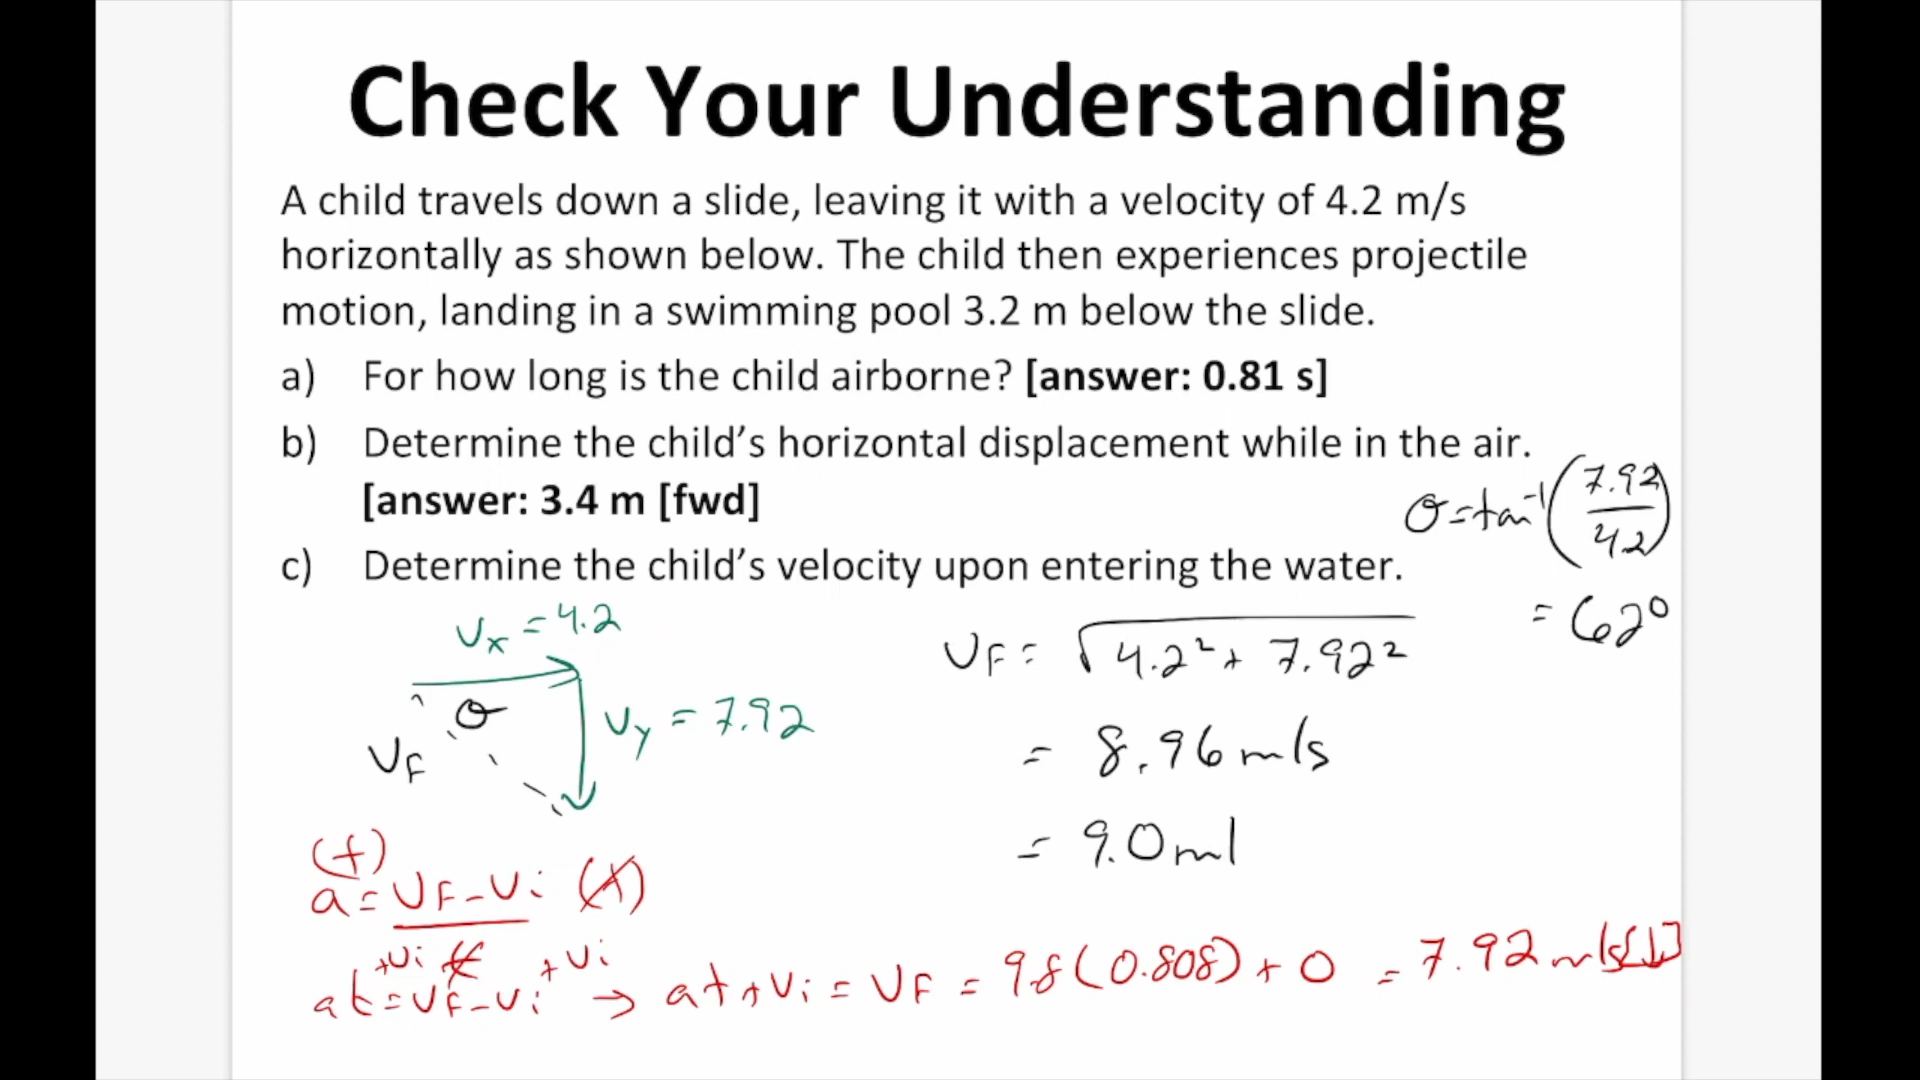 Check Your Understanding
A child travels down a slide, leaving it with a velocity of 4.2 m/s
horizontally as shown below. The child then experiences projectile
motion, landing in a swimming pool 3.2 m below the slide.
a) For how long is the child airborne? [answer: 0.81 s]
b) Determine the child’s horizontal displacement while in the air.
[answer: 3.4 m [fwd]
c) Determine the child’s velocity upon entering the water.
θ=tan⁻¹(7.92/4.2)
= 62°
Vx = 4.2
θ
Vy = 7.92
VF
VF = √4.2² + 7.92²
= 8.96 m/s
= 9.0 m/
(t)
a = VF-Vi (t)
t
+Vi +Vi
at = VF-Vi → at+Vi = VF = 9.8(0.808) + 0 = 7.92 m/s[↓]